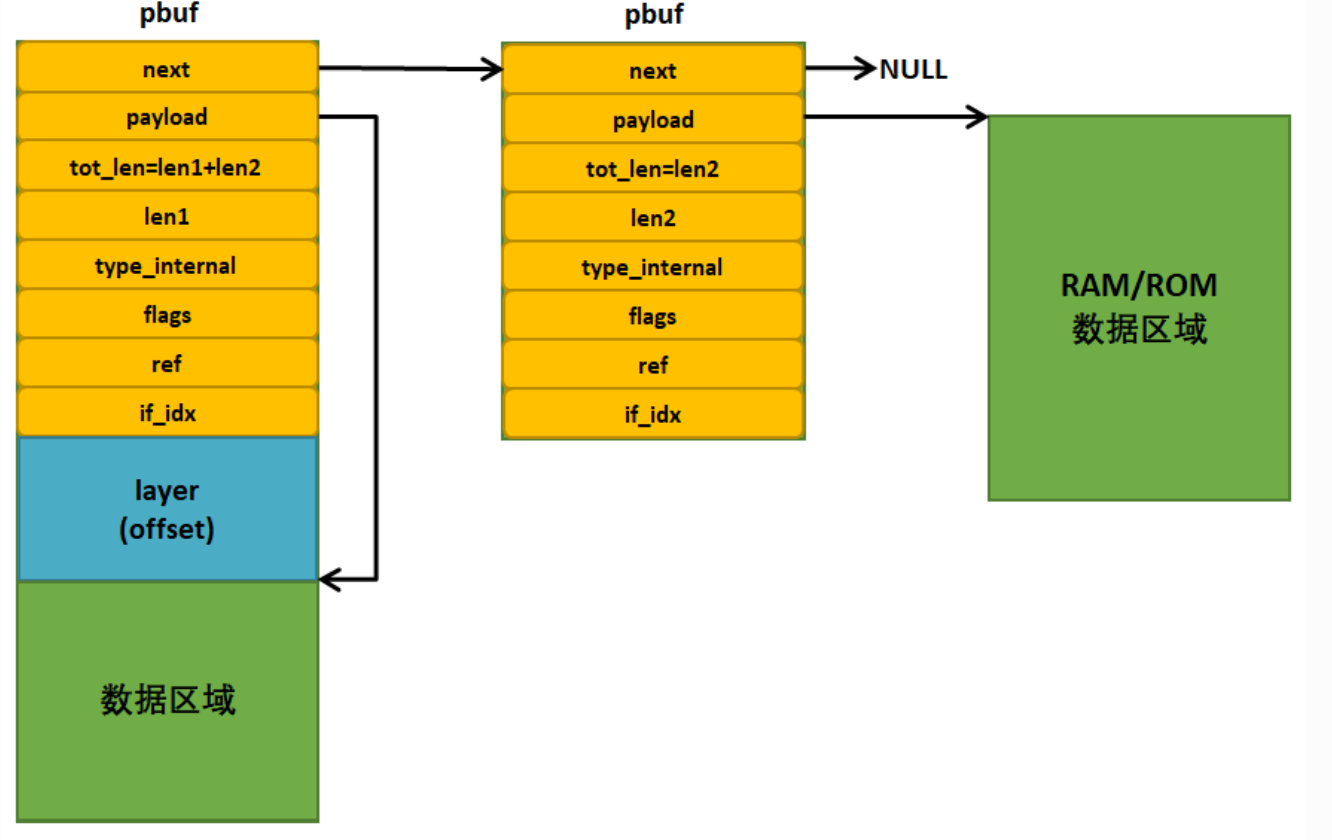 pbuf
next
payload
tot_len=len1+len2
len1
type_internal
flags
ref
if_idx
layer
(offset)
数据区域
pbuf
next
payload
tot_len=len2
len2
type_internal
flags
ref
if_idx
NULL
RAM/ROM
数据区域